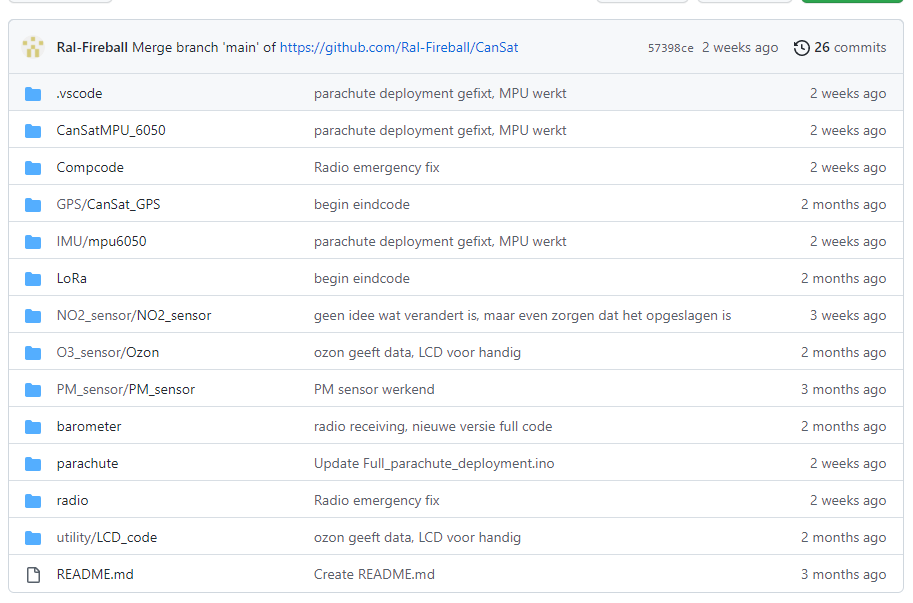 Ral-Fireball Merge branch 'main' of https://github.com/Ral-Fireball/CanSat 57398ce 2 weeks ago 26 commits
.vscode parachute deployment gefixt, MPU werkt 2 weeks ago
CanSatMPU_6050 parachute deployment gefixt, MPU werkt 2 weeks ago
Compcode Radio emergency fix 2 weeks ago
GPS/CanSat_GPS begin eindcode 2 months ago
IMU/mpu6050 parachute deployment gefixt, MPU werkt 2 weeks ago
LoRa begin eindcode 2 months ago
NO2_sensor/NO2_sensor geen idee wat verandert is, maar even zorgen dat het opgeslagen is 3 weeks ago
O3_sensor/Ozon ozon geeft data, LCD voor handig 2 months ago
PM_sensor/PM_sensor PM sensor werkend 3 months ago
barometer radio receiving, nieuwe versie full code 2 months ago
parachute Update Full_parachute_deployment.ino 2 weeks ago
radio Radio emergency fix 2 weeks ago
utility/LCD_code ozon geeft data, LCD voor handig 2 months ago
README.md Create README.md 3 months ago